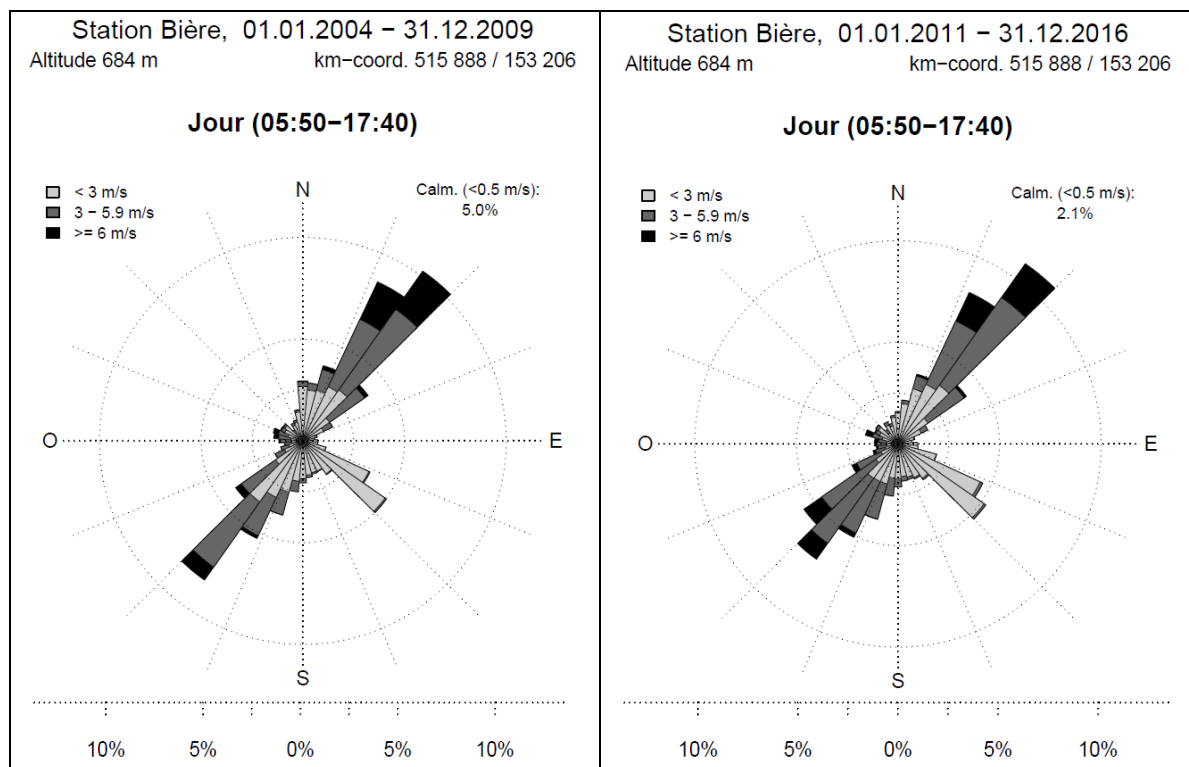 Station Bière, 01.01.2004 − 31.12.2009
Altitude 684 m km−coord. 515 888 / 153 206
Jour (05:50−17:40)
< 3 m/s
3 − 5.9 m/s
>= 6 m/s
Calm. (<0.5 m/s):
5.0%
N
O
E
S
10% 5% 0% 5% 10%
Station Bière, 01.01.2011 − 31.12.2016
Altitude 684 m km−coord. 515 888 / 153 206
Jour (05:50−17:40)
< 3 m/s
3 − 5.9 m/s
>= 6 m/s
Calm. (<0.5 m/s):
2.1%
N
O
E
S
10% 5% 0% 5% 10%